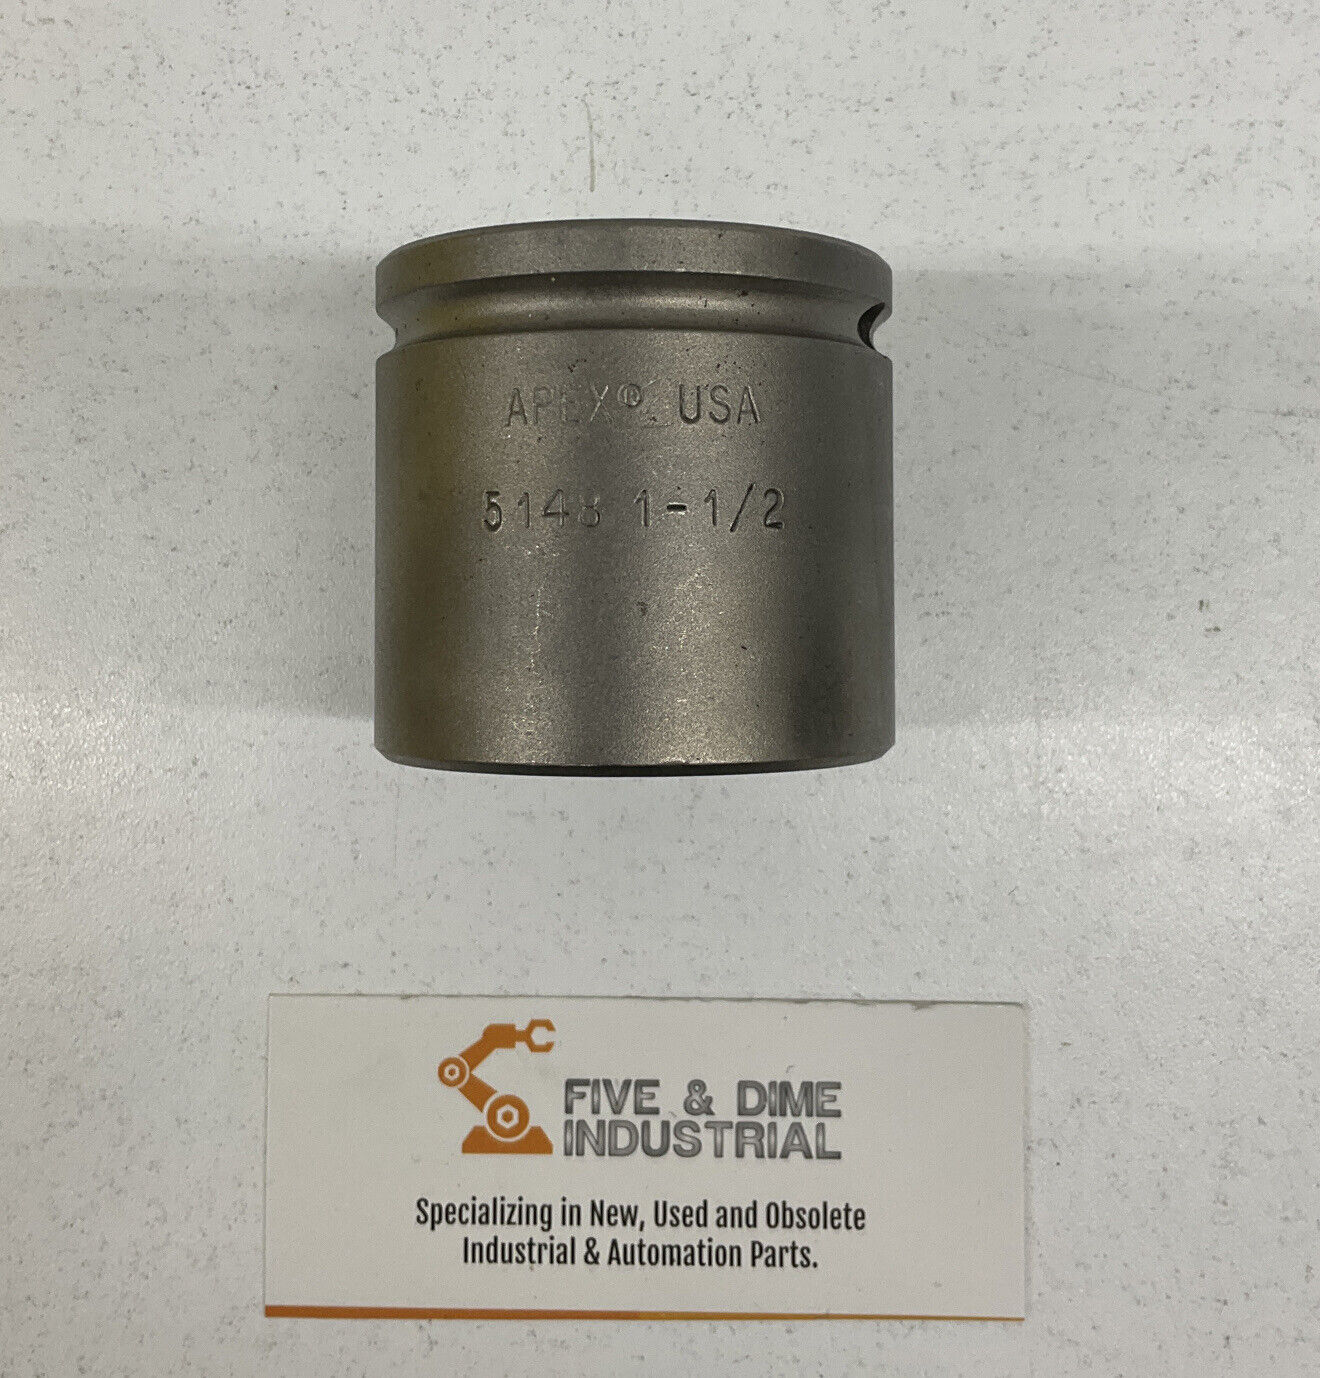 APEX® USA
5148 1-1/2
FIVE & DIME
INDUSTRIAL
Specializing in New, Used and Obsolete
Industrial & Automation Parts.